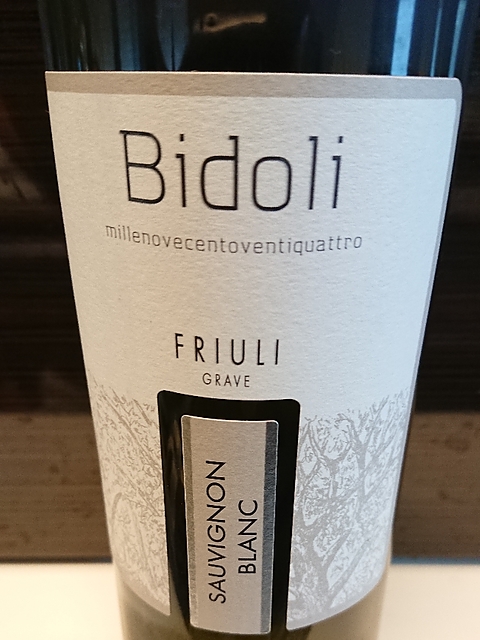 Bidoli
millenovecentoventiquattro
FRIULI
GRAVE
SAUVIGNON
BLANC